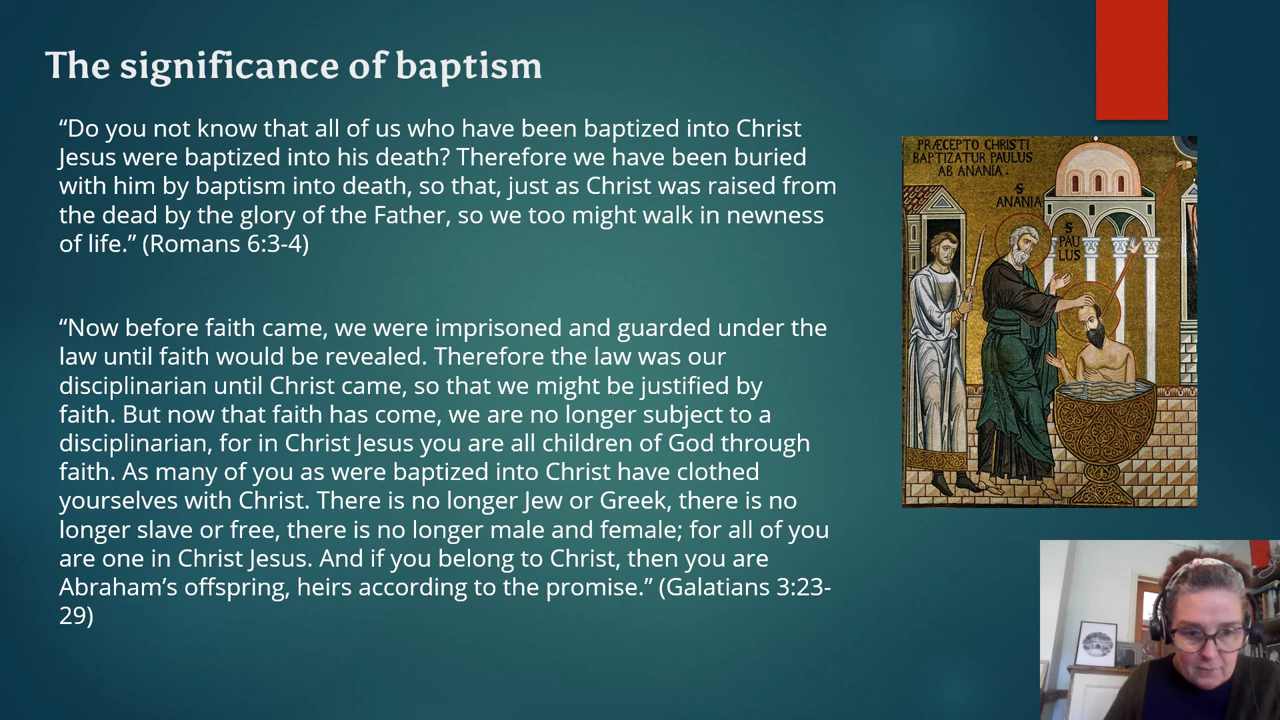 The significance of baptism
“Do you not know that all of us who have been baptized into Christ
Jesus were baptized into his death? Therefore we have been buried
with him by baptism into death, so that, just as Christ was raised from
the dead by the glory of the Father, so we too might walk in newness
of life.” (Romans 6:3-4)
“Now before faith came, we were imprisoned and guarded under the
law until faith would be revealed. Therefore the law was our
disciplinarian until Christ came, so that we might be justified by
faith. But now that faith has come, we are no longer subject to a
disciplinarian, for in Christ Jesus you are all children of God through
faith. As many of you as were baptized into Christ have clothed
yourselves with Christ. There is no longer Jew or Greek, there is no
longer slave or free, there is no longer male and female; for all of you
are one in Christ Jesus. And if you belong to Christ, then you are
Abraham’s offspring, heirs according to the promise.” (Galatians 3:23-
29)
PRÆCEPTO CHRISTI
BAPTIZATUR PAULUS
AB ANANIA.
S
ANANIA
S
PAU
LUS